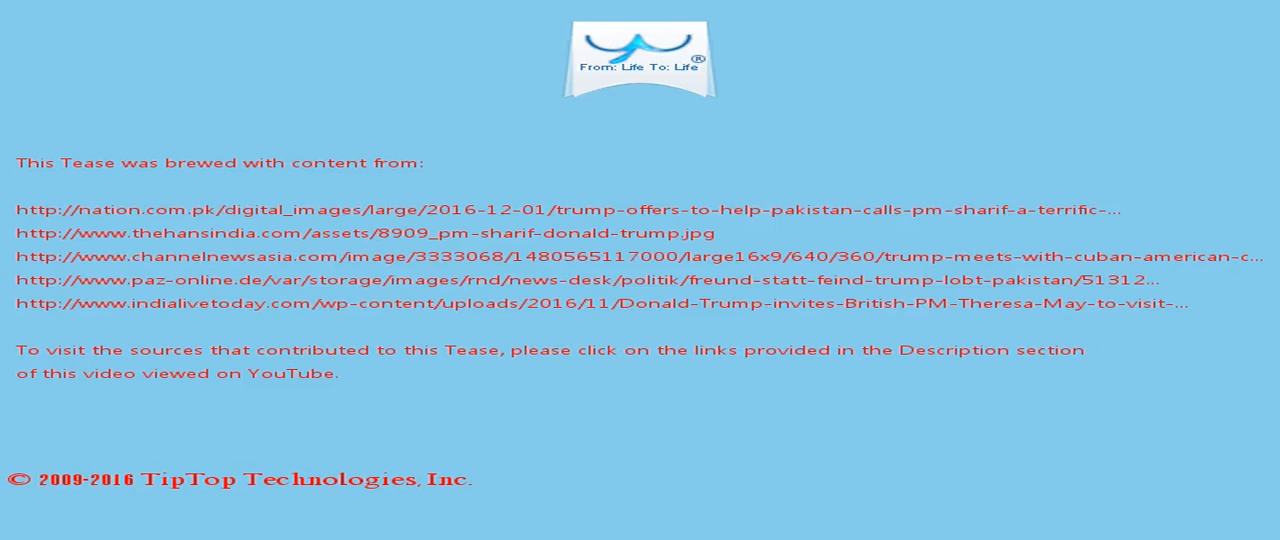 From: Life To: Life
®
This Tease was brewed with content from:
http://nation.com.pk/digital_images/large/2016-12-01/trump-offers-to-help-pakistan-calls-pm-sharif-a-terrific-...
http://www.thehansindia.com/assets/8909_pm-sharif-donald-trump.jpg
http://www.channelnewsasia.com/image/3333068/1480565117000/large16x9/640/360/trump-meets-with-cuban-american-c...
http://www.paz-online.de/var/storage/images/rnd/news-desk/politik/freund-statt-feind-trump-lobt-pakistan/51312...
http://www.indialivetoday.com/wp-content/uploads/2016/11/Donald-Trump-invites-British-PM-Theresa-May-to-visit-...
To visit the sources that contributed to this Tease, please click on the links provided in the Description section
of this video viewed on YouTube.
© 2009-2016 TipTop Technologies, Inc.